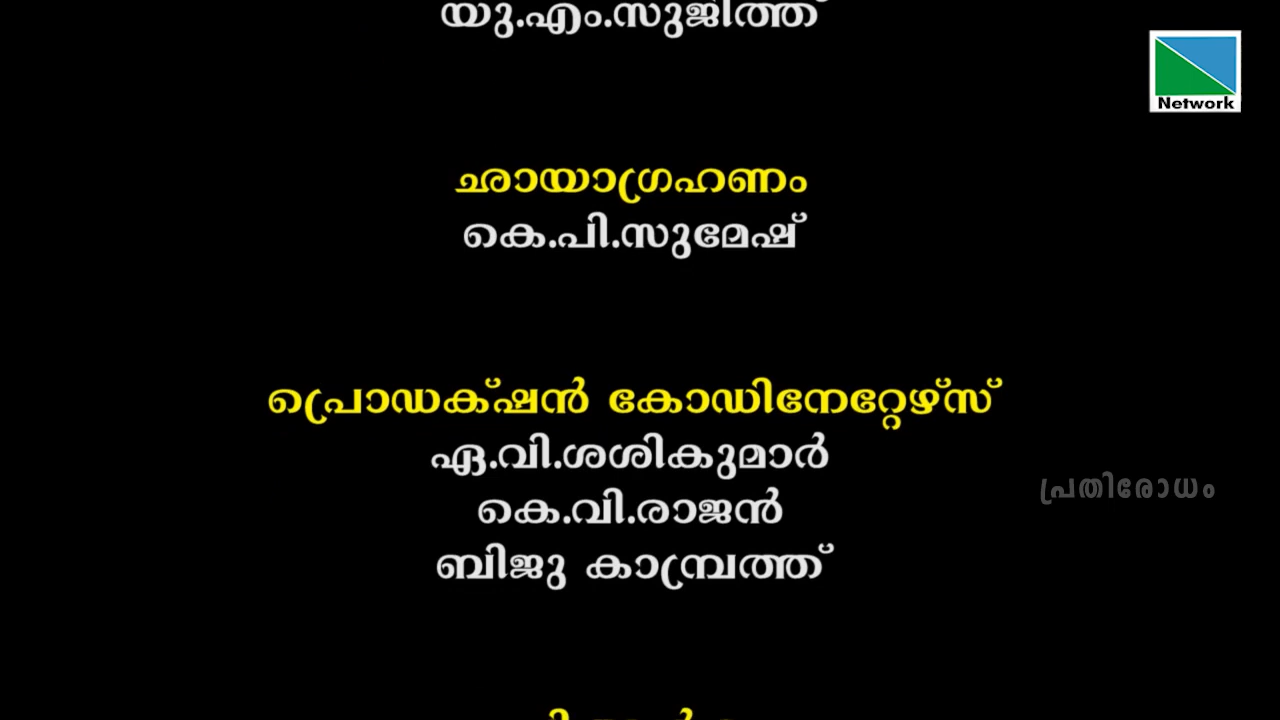 യു.എം.സുജിത്ത്
Network
ഛായാഗ്രഹണം
കെ.പി.സുമേഷ്
പ്രൊഡക്ഷൻ കോഡിനേറ്റേഴ്സ്
ഏ.വി.ശശികുമാർ
പ്രതിരോധം
കെ.വി.രാജൻ
ബിജു കാമ്പ്രത്ത്